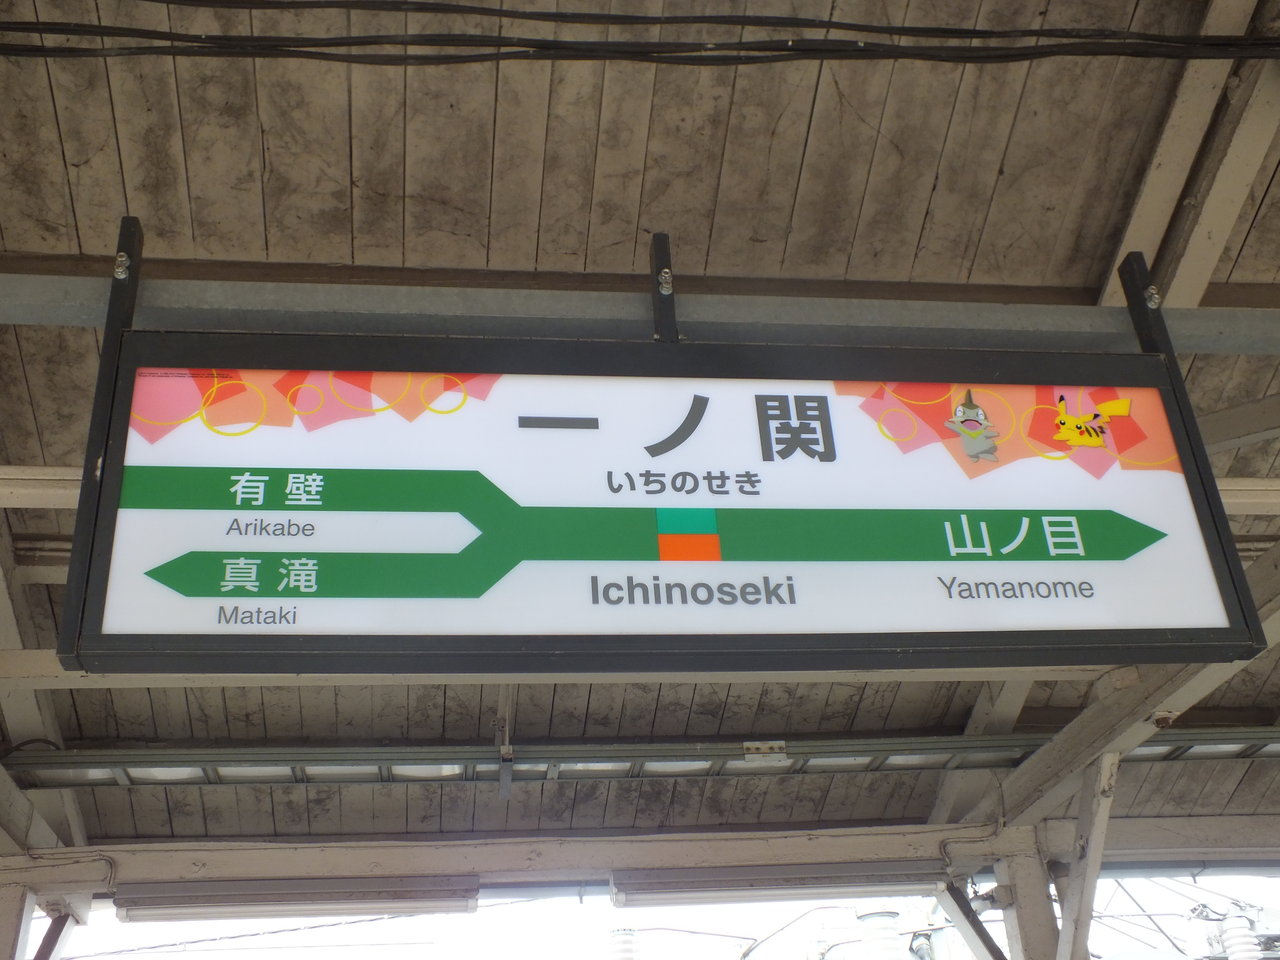 一ノ関
いちのせき
有壁
Arikabe
真滝
Mataki
Ichinoseki
山ノ目
Yamanome